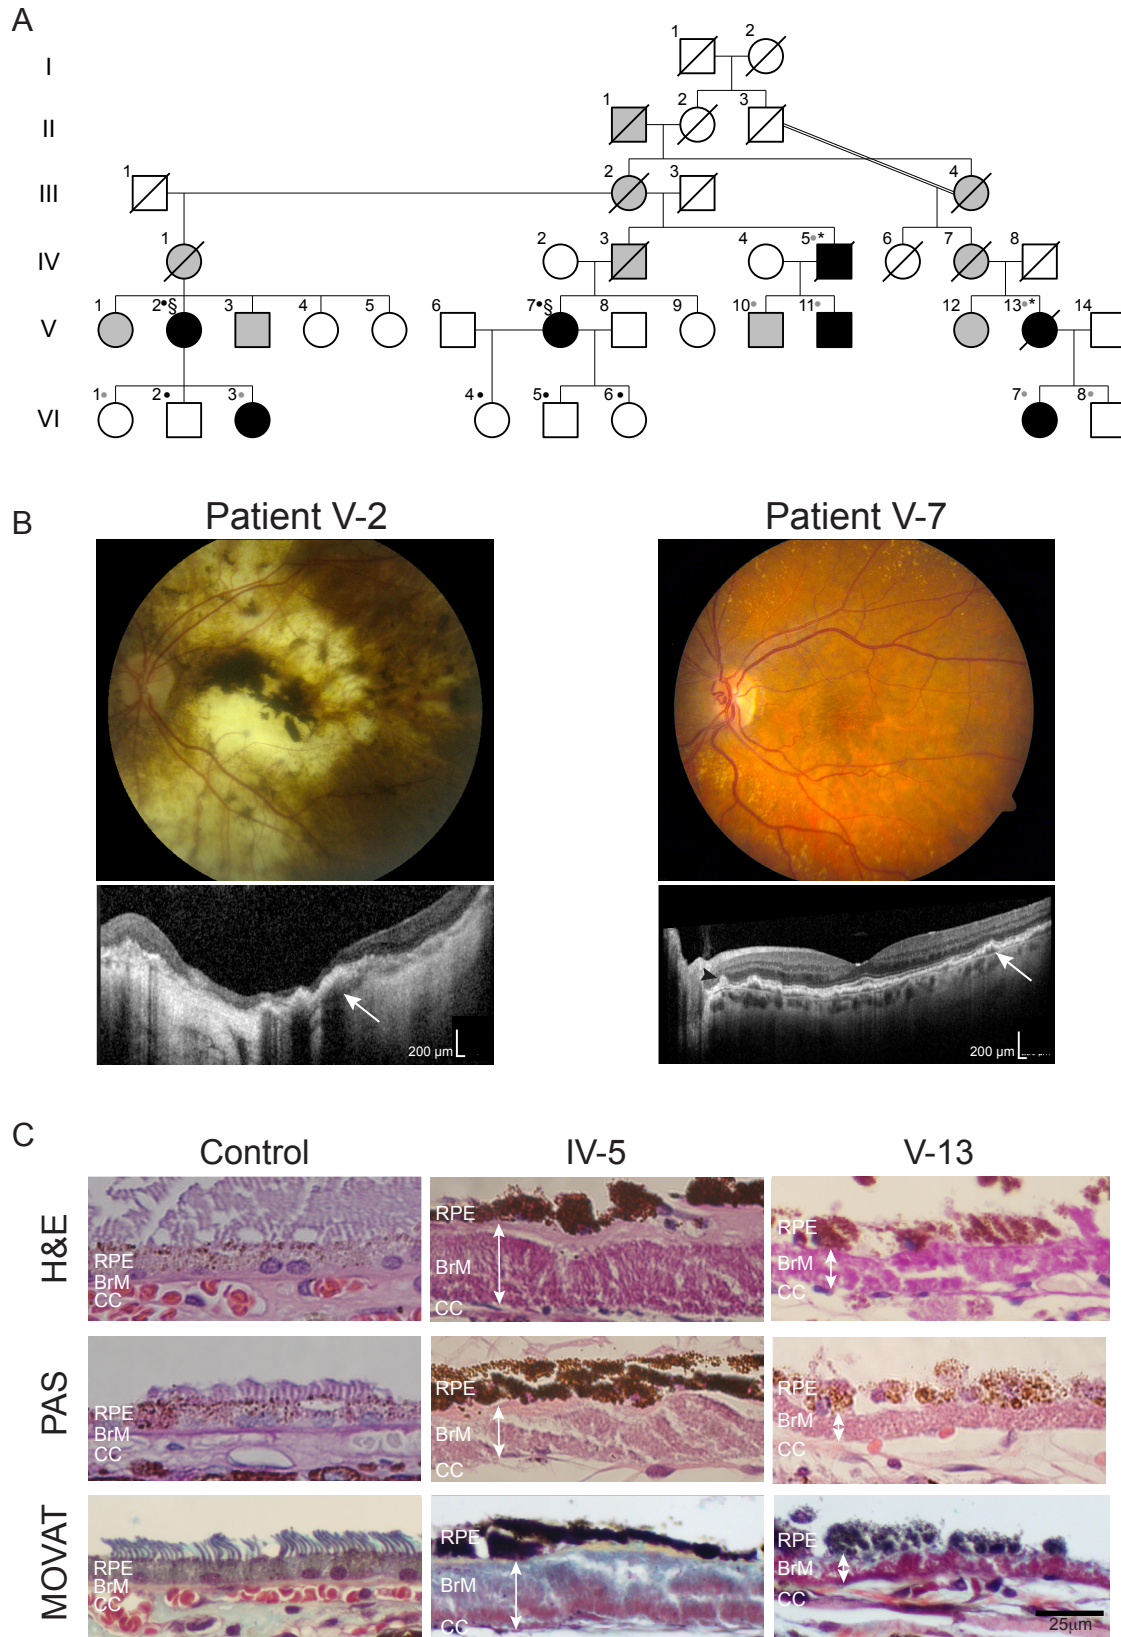 A
I
1 2
II
1 2 3
III
1 2 3 4
IV
1 2 3 4 5•* 6 7 8
V
1 2•§ 3 4 5 6 7•§ 8 9 10• 11• 12 13•* 14
VI
1• 2• 3• 4• 5• 6• 7• 8•
B
Patient V-2 Patient V-7
200 µm 200 µm
C
Control IV-5 V-13
H&E
RPE RPE RPE
BrM BrM BrM
CC CC CC
PAS
RPE RPE RPE
BrM BrM BrM
CC CC CC
MOVAT
RPE RPE RPE
BrM BrM BrM
CC CC CC
25µm